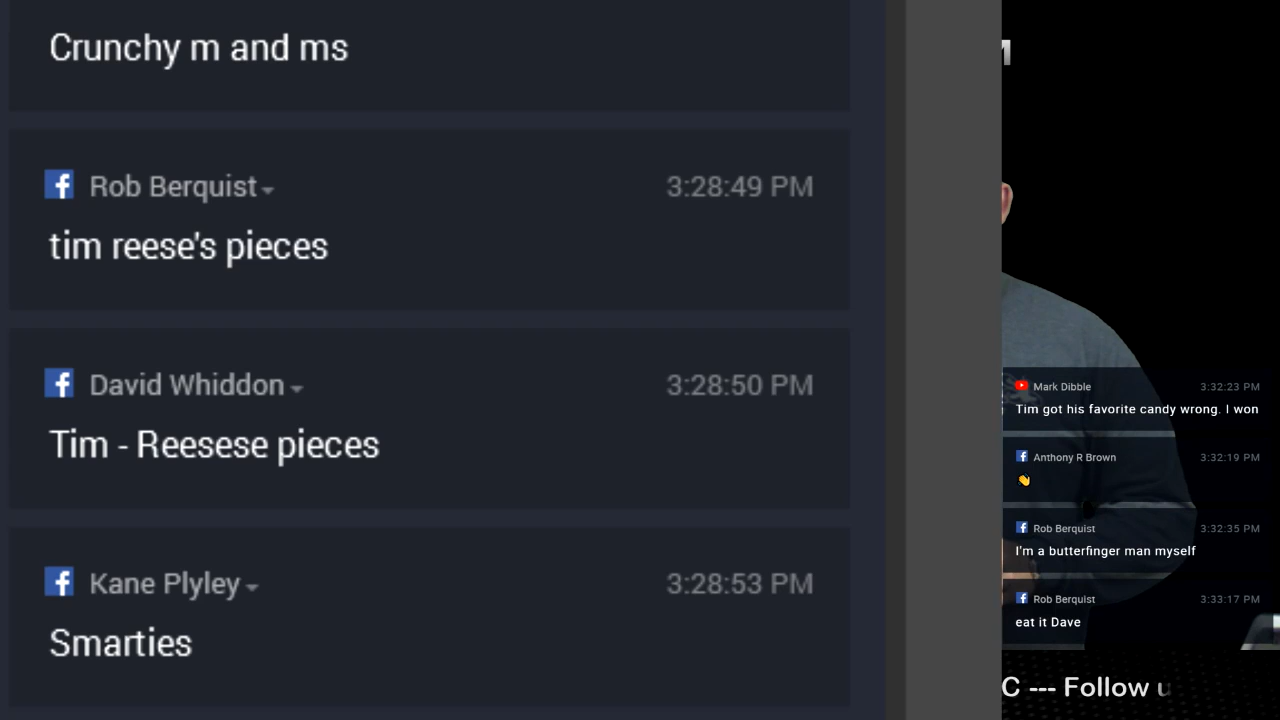 Crunchy m and ms
Rob Berquist 3:28:49 PM
tim reese's pieces
David Whiddon 3:28:50 PM
Tim - Reesese pieces
Kane Plyley 3:28:53 PM
Smarties
Mark Dibble 3:32:23 PM
Tim got his favorite candy wrong. I won
Anthony R Brown 3:32:19 PM
👏
Rob Berquist 3:32:35 PM
I'm a butterfinger man myself
Rob Berquist 3:33:17 PM
eat it Dave
C --- Follow u